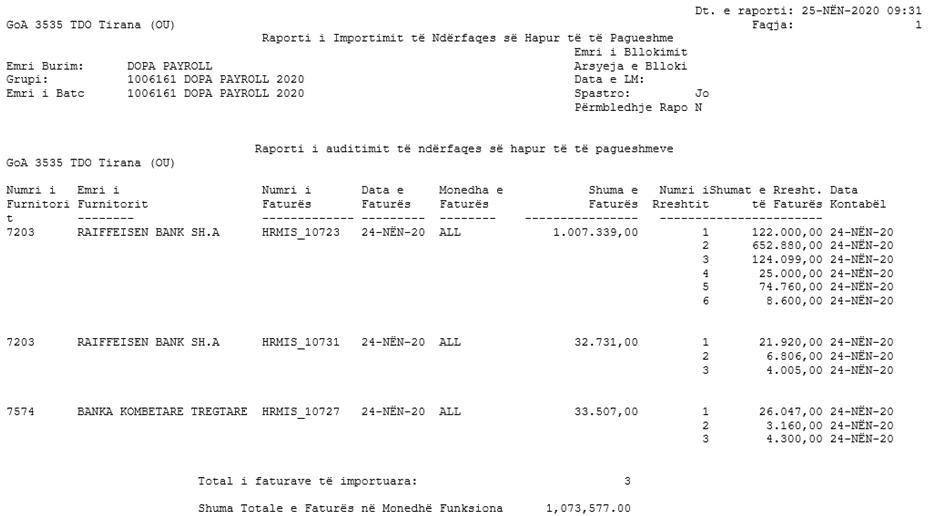 Dt. e raporti: 25-NËN-2020 09:31
GoA 3535 TDO Tirana (OU) Faqja: 1
Raporti i Importimit të Ndërfaqes së Hapur të të Pagueshme
Emri i Bllokimit
Emri Burim: DOPA PAYROLL Arsyeja e Blloki
Grupi: 1006161 DOPA PAYROLL 2020 Data e LM:
Emri i Batc 1006161 DOPA PAYROLL 2020 Spastro: Jo
Përmbledhje Rapo N
Raporti i auditimit të ndërfaqes së hapur të të pagueshmeve
GoA 3535 TDO Tirana (OU)
Numri i Emri i Numri i Data e Monedha e Shuma e Numri iShumat e Rresht. Data
Furnitori Furnitorit Faturës Faturës Faturës Faturës Rreshtit të Faturës Kontabël
t -------- ------------- --------- -------- ---------------- -----------------------
7203 RAIFFEISEN BANK SH.A HRMIS_10723 24-NËN-20 ALL 1.007.339,00 1 122.000,00 24-NËN-20
2 652.880,00 24-NËN-20
3 124.099,00 24-NËN-20
4 25.000,00 24-NËN-20
5 74.760,00 24-NËN-20
6 8.600,00 24-NËN-20
7203 RAIFFEISEN BANK SH.A HRMIS_10731 24-NËN-20 ALL 32.731,00 1 21.920,00 24-NËN-20
2 6.806,00 24-NËN-20
3 4.005,00 24-NËN-20
7574 BANKA KOMBETARE TREGTARE HRMIS_10727 24-NËN-20 ALL 33.507,00 1 26.047,00 24-NËN-20
2 3.160,00 24-NËN-20
3 4.300,00 24-NËN-20
Total i faturave të importuara: 3
Shuma Totale e Faturës në Monedhë Funksiona 1,073,577.00